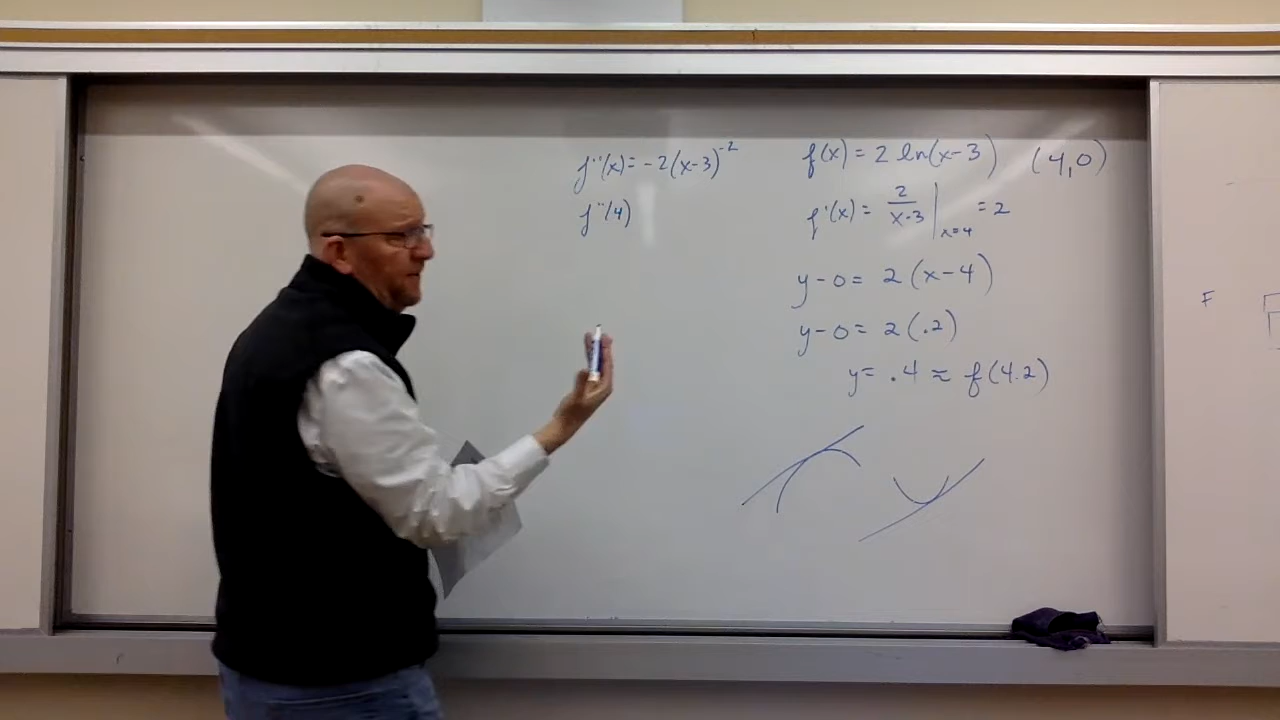 f''(x) = -2(x-3)^-2
f''(4)
f(x) = 2 ln(x-3) (4,0)
f'(x) = 2/(x-3) |x=4 = 2
y-0 = 2(x-4)
y-0 = 2(.2)
y = .4 ≈ f(4.2)
F